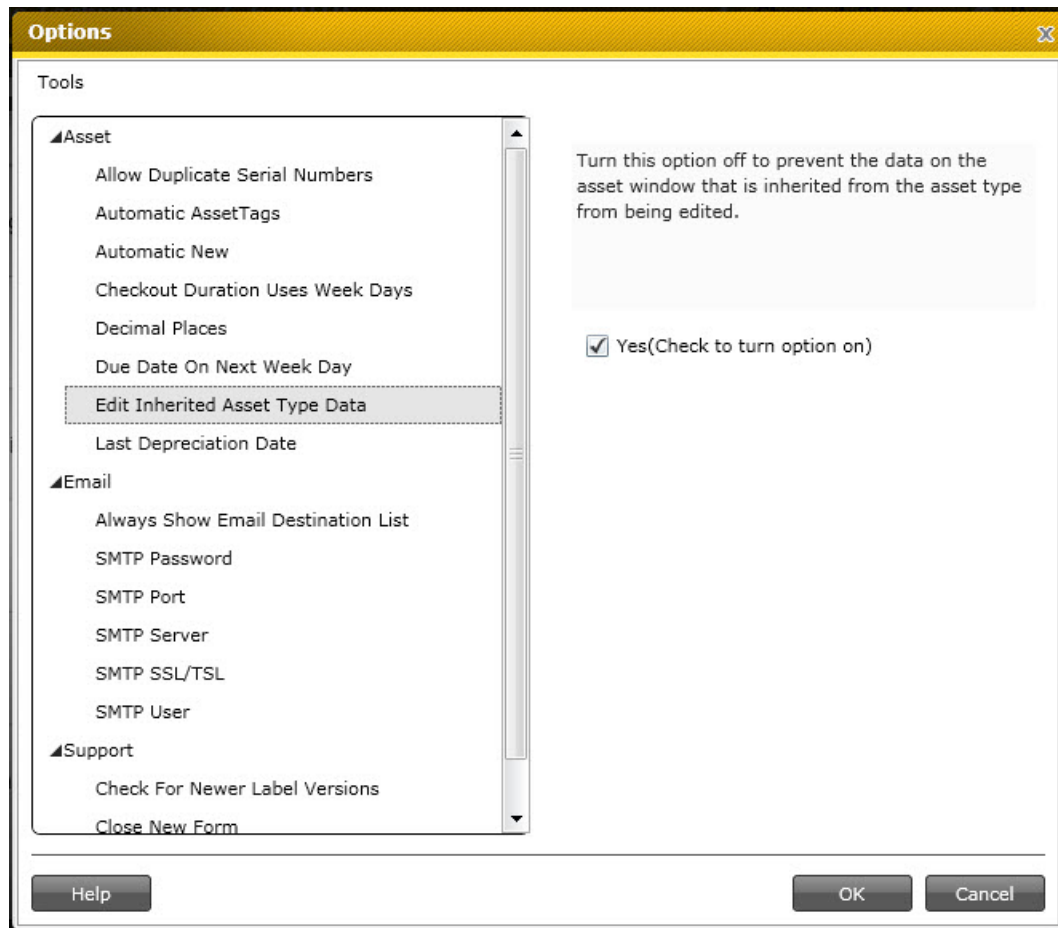 Options
Tools
Asset
Allow Duplicate Serial Numbers
Automatic AssetTags
Automatic New
Checkout Duration Uses Week Days
Decimal Places
Due Date On Next Week Day
Edit Inherited Asset Type Data
Last Depreciation Date
Email
Always Show Email Destination List
SMTP Password
SMTP Port
SMTP Server
SMTP SSL/TSL
SMTP User
Support
Check For Newer Label Versions
Close New Form
Turn this option off to prevent the data on the
asset window that is inherited from the asset type
from being edited.
Yes(Check to turn option on)
Help
OK
Cancel